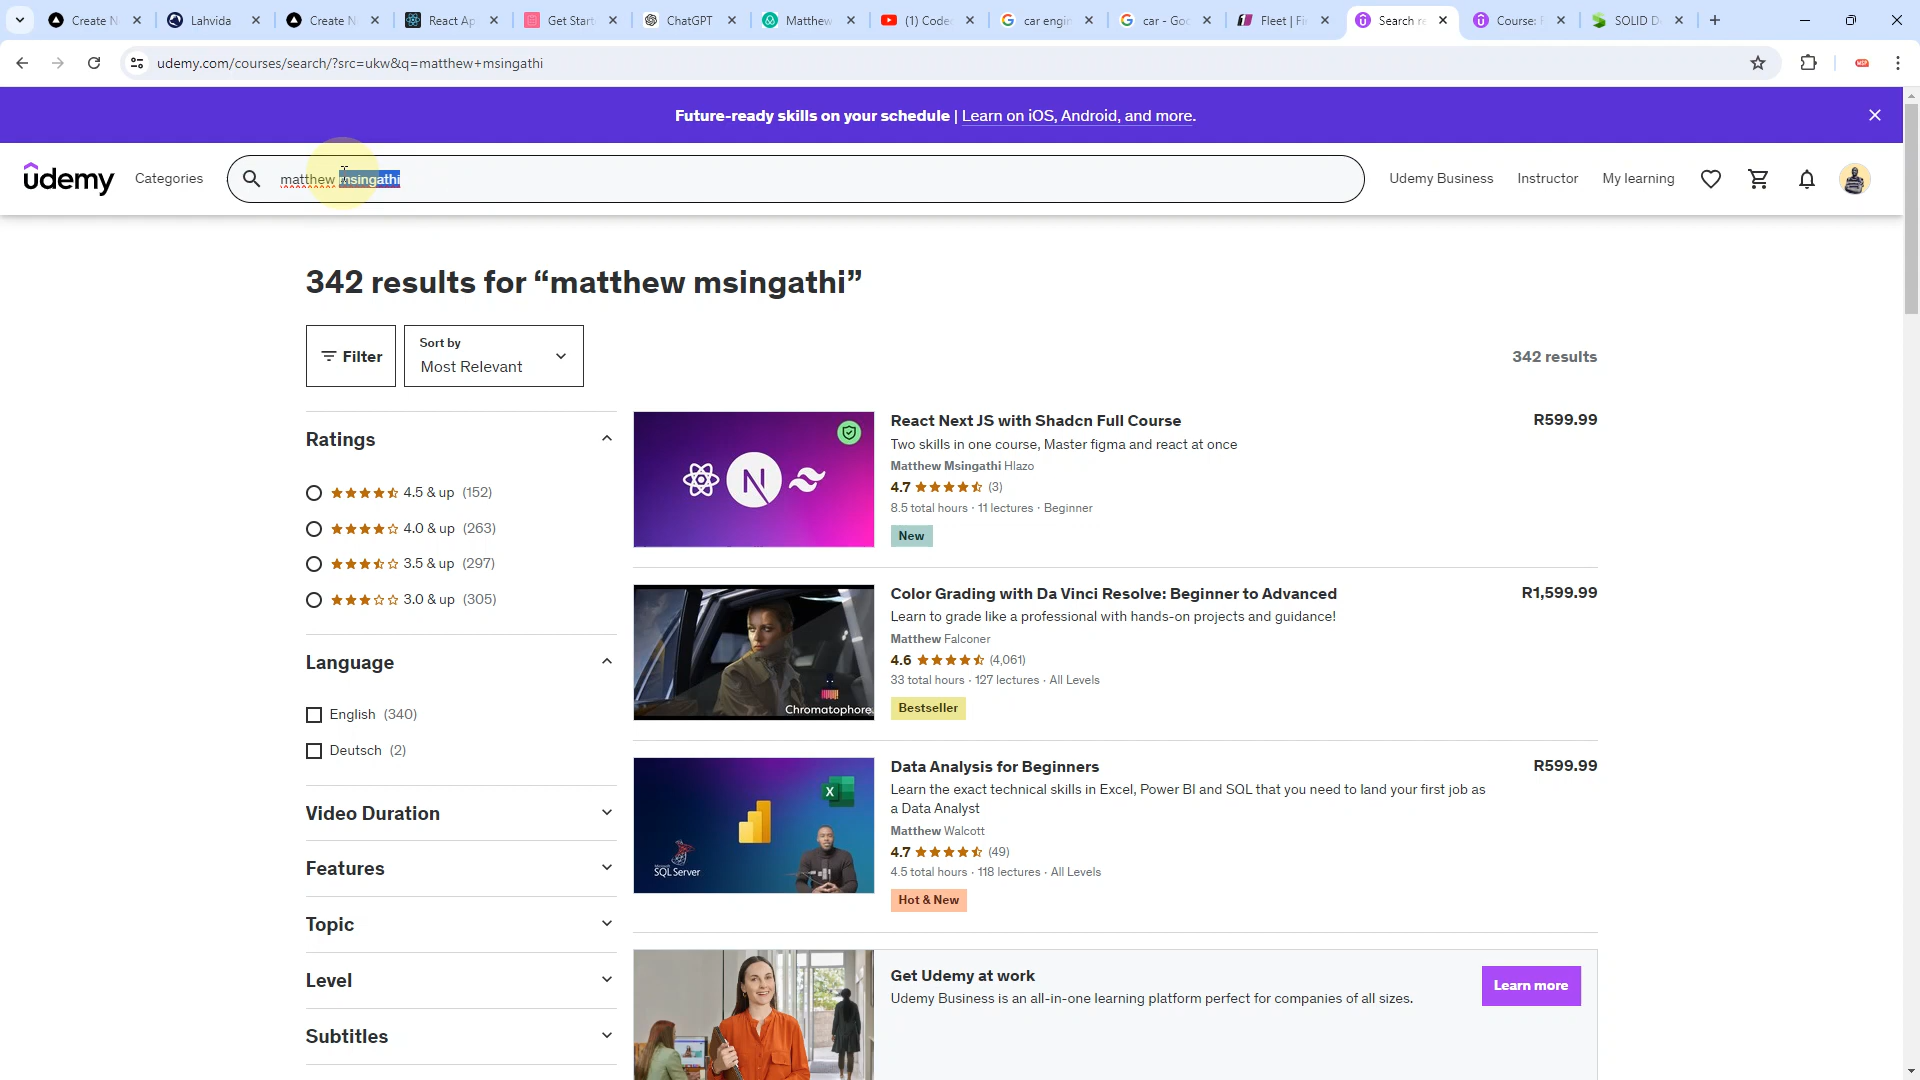 Create N
Lahvida
Create N
React Ap
Get Start
ChatGPT
Matthew
(1) Code
car engin
car - Goo
Fleet | Fi
Search re
Course:
SOLID D
udemy.com/courses/search/?src=ukw&q=matthew+msingathi
Future-ready skills on your schedule | Learn on iOS, Android, and more.
udemy
Categories
matthew msingathi
Udemy Business
Instructor
My learning
342 results for “matthew msingathi”
Filter
Sort by
Most Relevant
342 results
Ratings
4.5 & up (152)
4.0 & up (263)
3.5 & up (297)
3.0 & up (305)
Language
English (340)
Deutsch (2)
Video Duration
Features
Topic
Level
Subtitles
N
React Next JS with Shadcn Full Course
R599.99
Two skills in one course, Master figma and react at once
Matthew Msingathi Hlazo
4.7 (3)
8.5 total hours · 11 lectures · Beginner
New
Chromatophore
Color Grading with Da Vinci Resolve: Beginner to Advanced
R1,599.99
Learn to grade like a professional with hands-on projects and guidance!
Matthew Falconer
4.6 (4,061)
33 total hours · 127 lectures · All Levels
Bestseller
X
SQL Server
Data Analysis for Beginners
R599.99
Learn the exact technical skills in Excel, Power BI and SQL that you need to land your first job as
a Data Analyst
Matthew Walcott
4.7 (49)
4.5 total hours · 118 lectures · All Levels
Hot & New
Get Udemy at work
Udemy Business is an all-in-one learning platform perfect for companies of all sizes.
Learn more